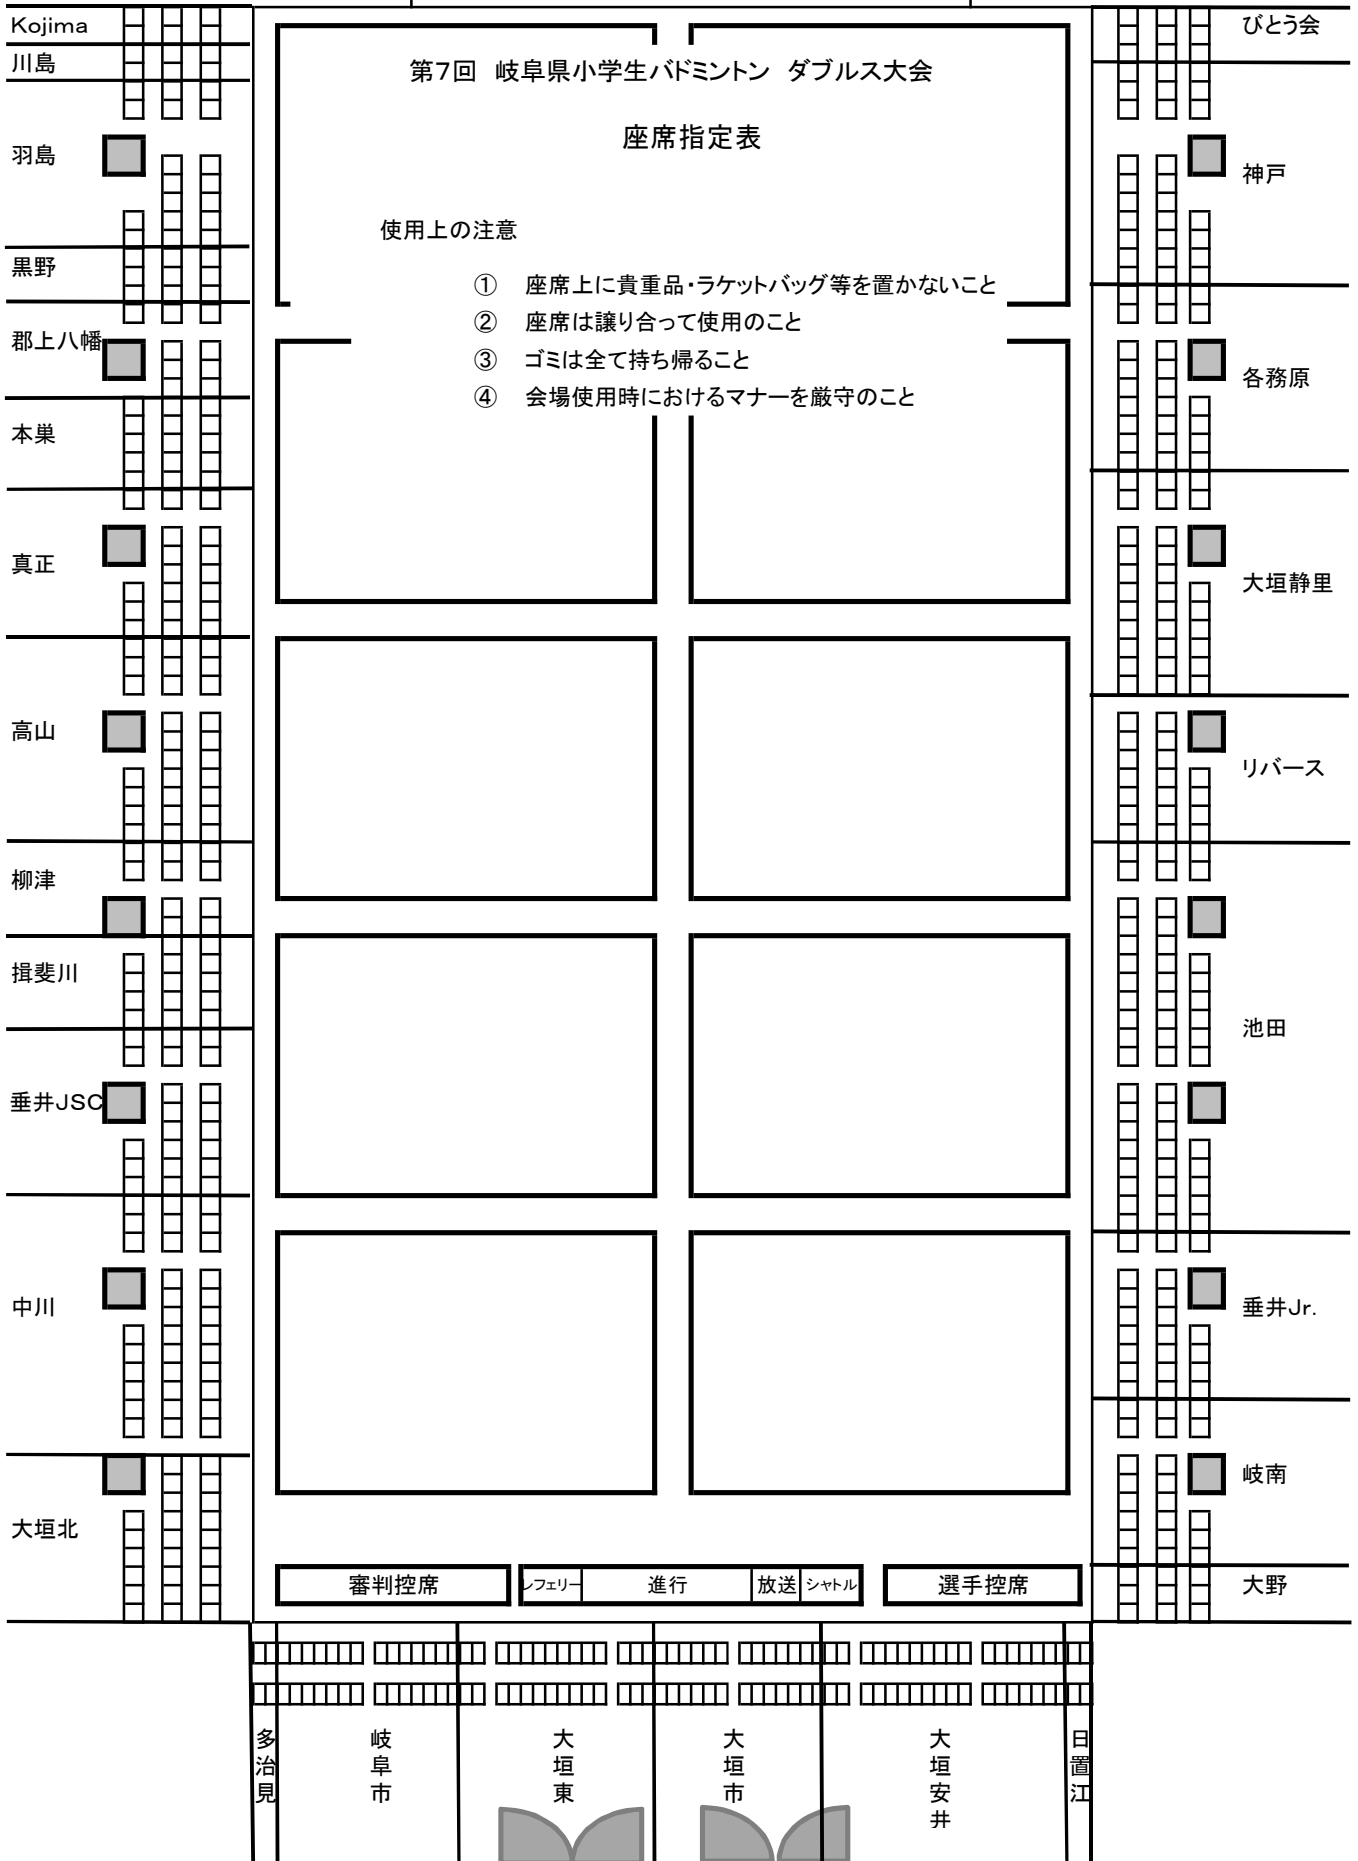 Kojima
川島
羽島
黒野
郡上八幡
本巣
真正
高山
柳津
揖斐川
垂井JSC
中川
大垣北
第7回 岐阜県小学生バドミントン ダブルス大会
座席指定表
使用上の注意
① 座席上に貴重品・ラケットバッグ等を置かないこと
② 座席は譲り合って使用のこと
③ ゴミは全て持ち帰ること
④ 会場使用時におけるマナーを厳守のこと
びとう会
神戸
各務原
大垣静里
リバース
池田
垂井Jr.
岐南
大野
審判控席
レフェリー
進行
放送
シャトル
選手控席
多治見
岐阜市
大垣東
大垣市
大垣安井
日置江